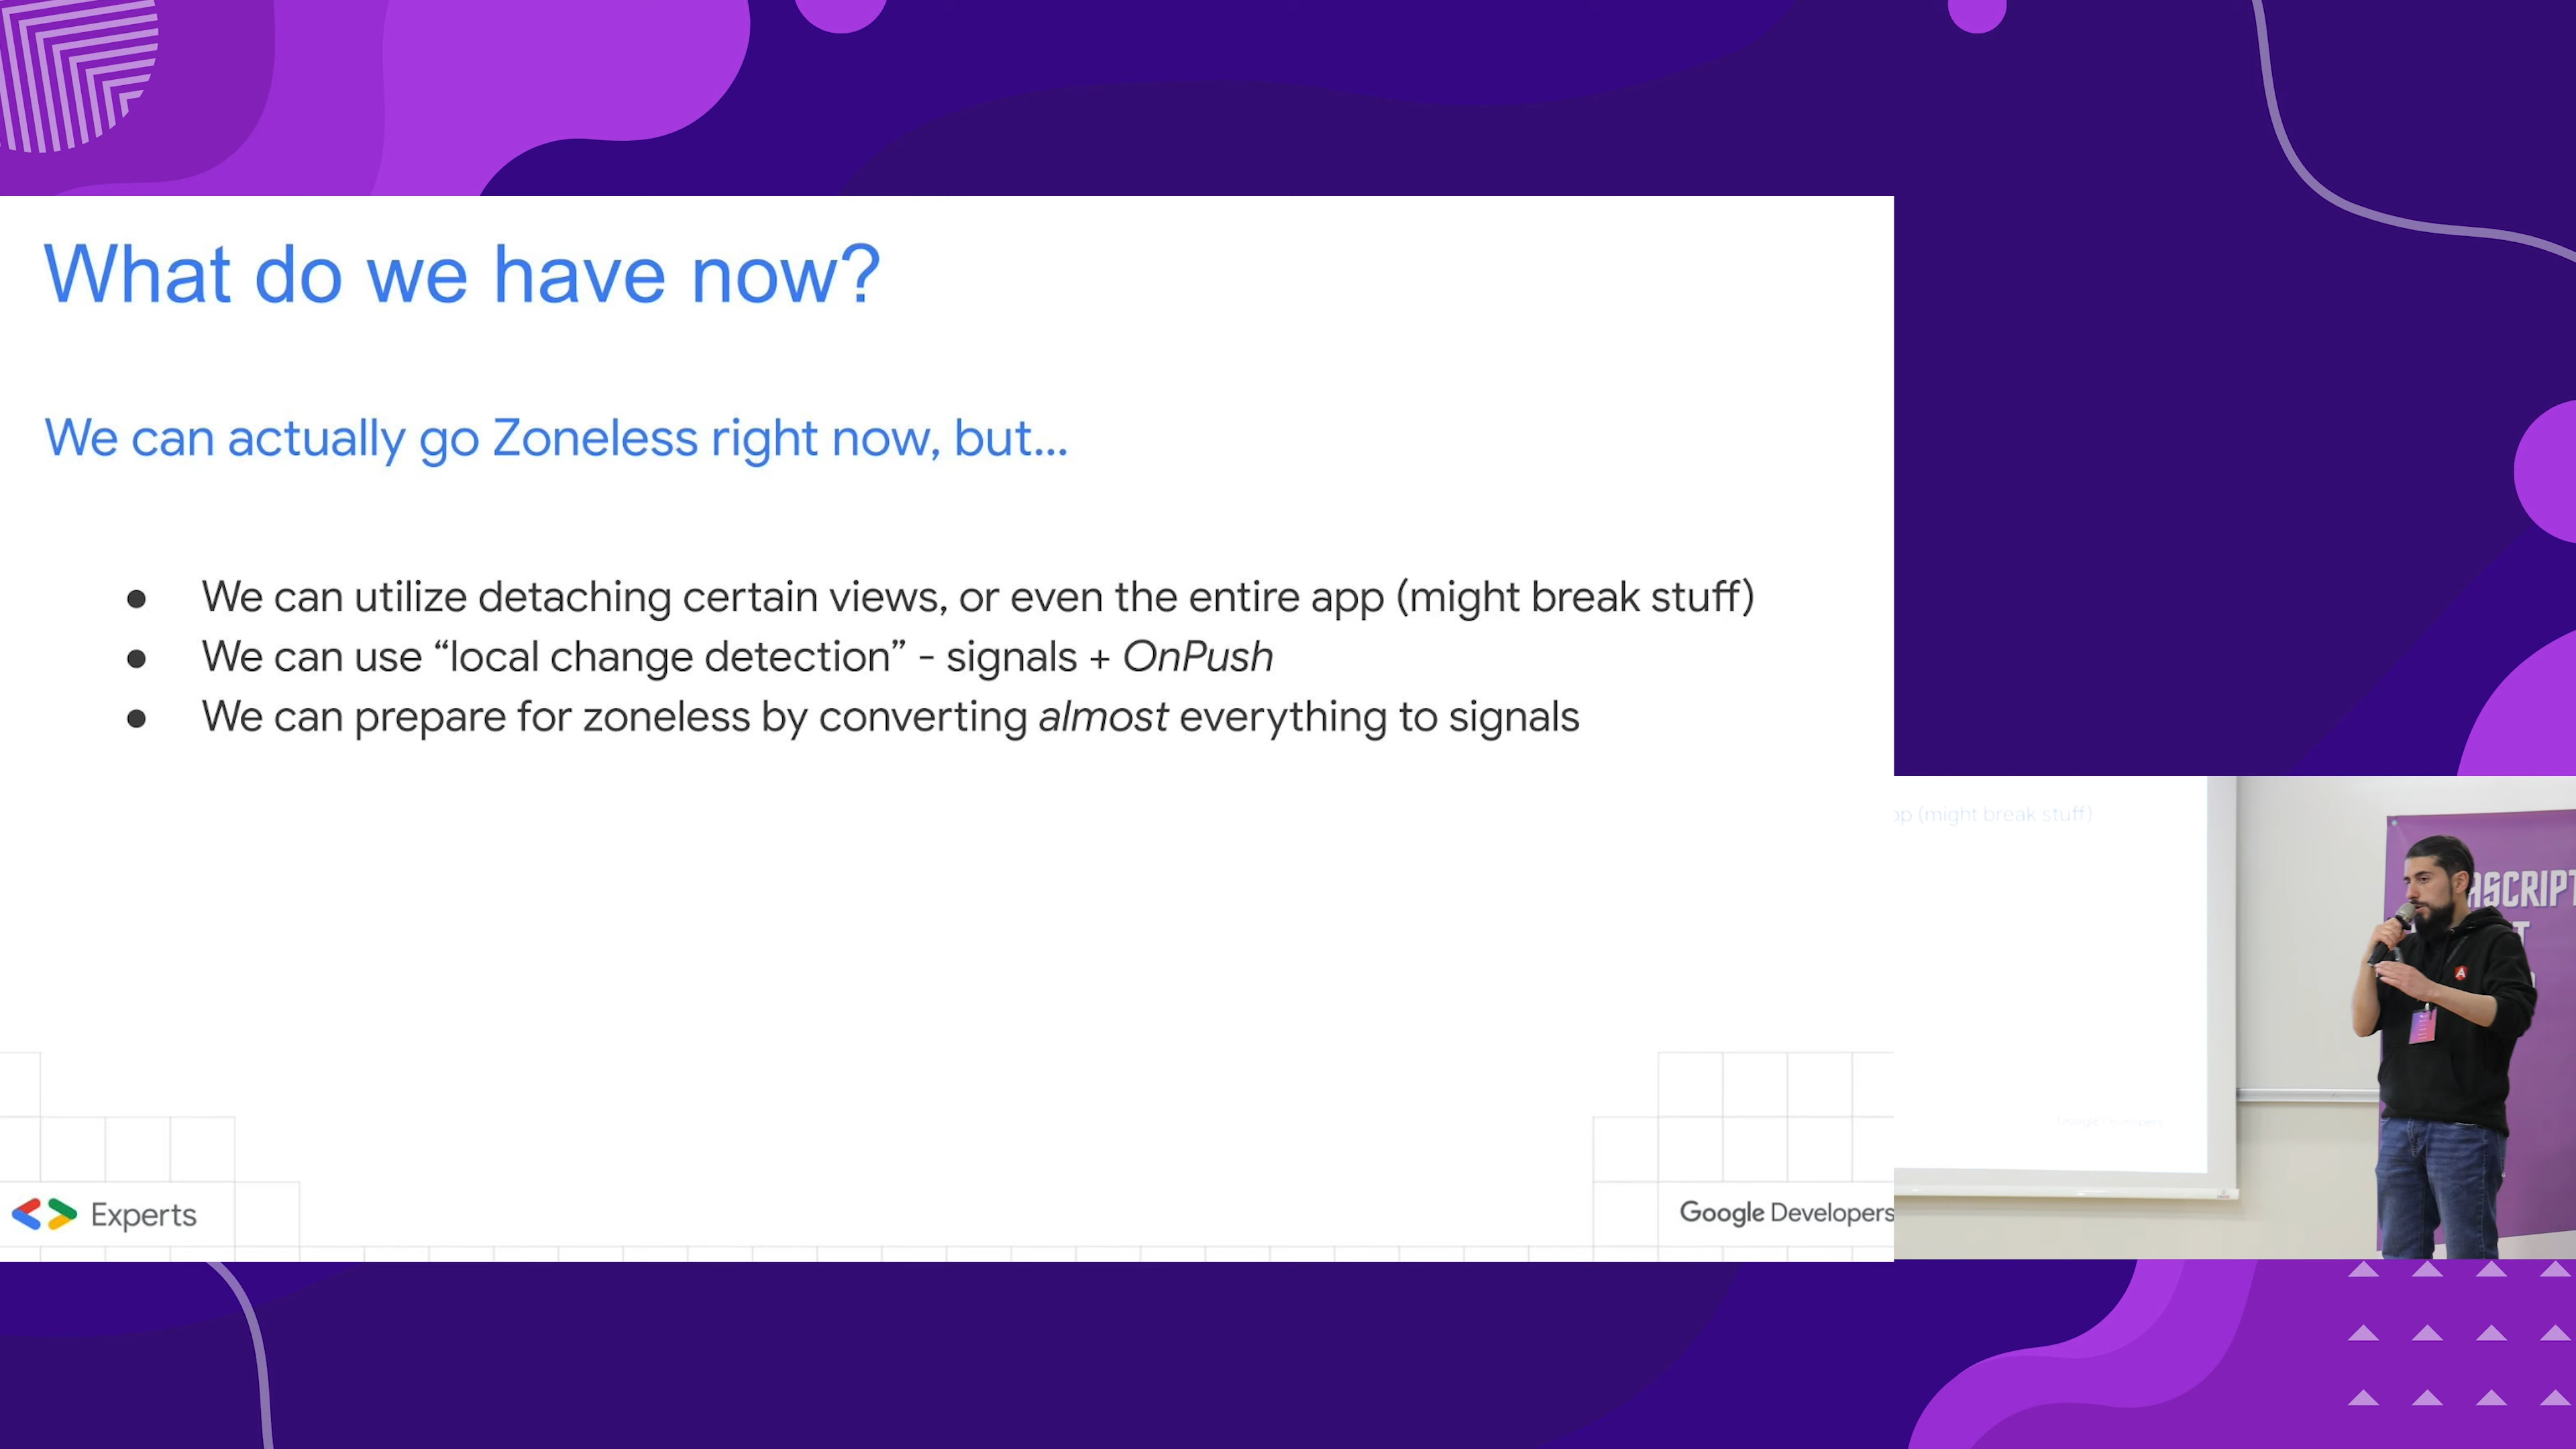 What do we have now?
We can actually go Zoneless right now, but...
● We can utilize detaching certain views, or even the entire app (might break stuff)
● We can use “local change detection” - signals + OnPush
● We can prepare for zoneless by converting almost everything to signals
Experts
Google Developers
pp (might break stuff)
ASCRIPT
T
A